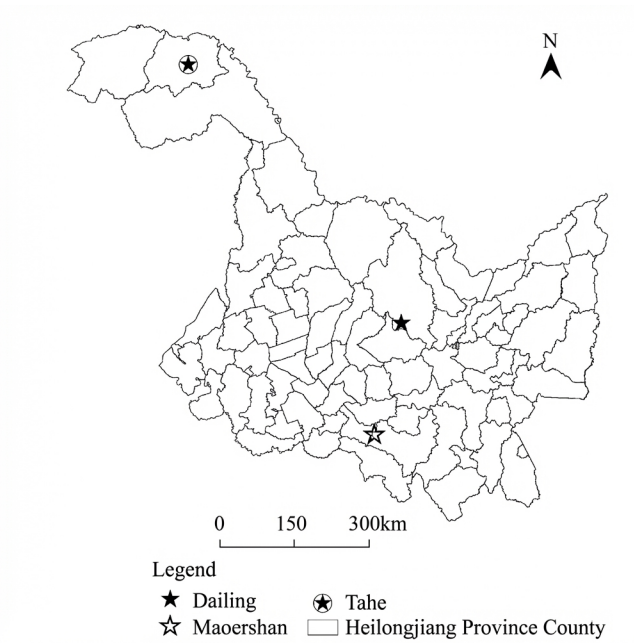 N
0 150 300km
Legend
Dailing Tahe
Maoershan Heilongjiang Province County